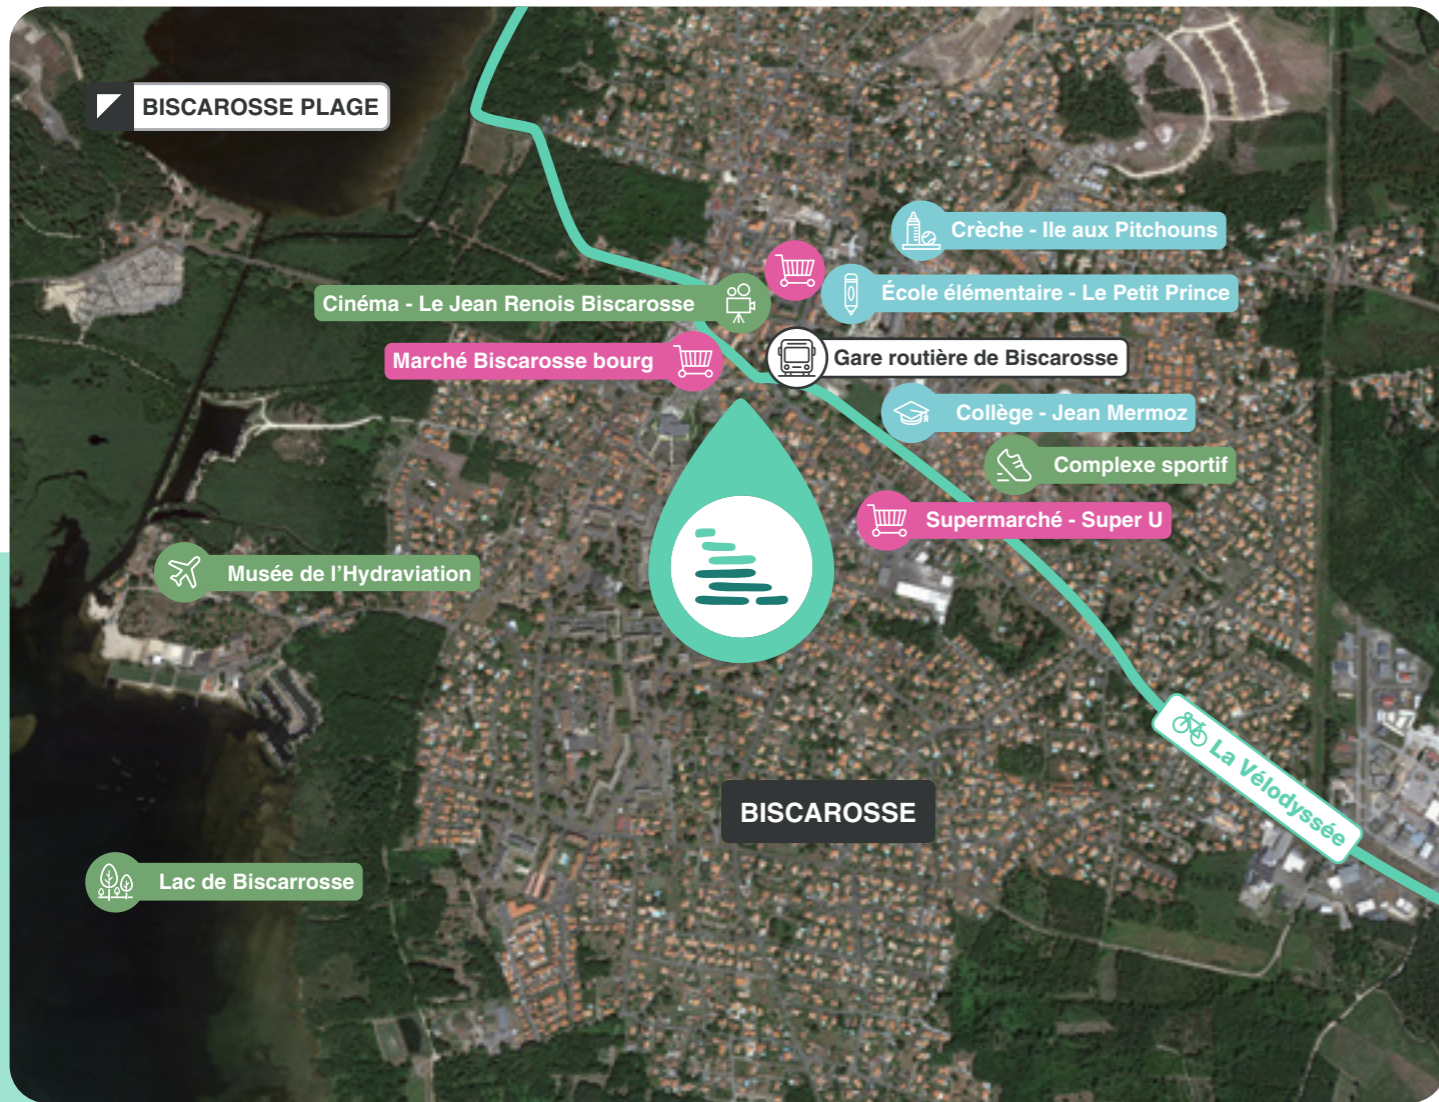 BISCAROSSE PLAGE
Crèche - Ile aux Pitchouns
École élémentaire - Le Petit Prince
Cinéma - Le Jean Renois Biscarosse
Marché Biscarosse bourg
Gare routière de Biscarosse
Collège - Jean Mermoz
Complexe sportif
Supermarché - Super U
Musée de l'Hydraviation
La Vélodyssée
BISCAROSSE
Lac de Biscarrosse